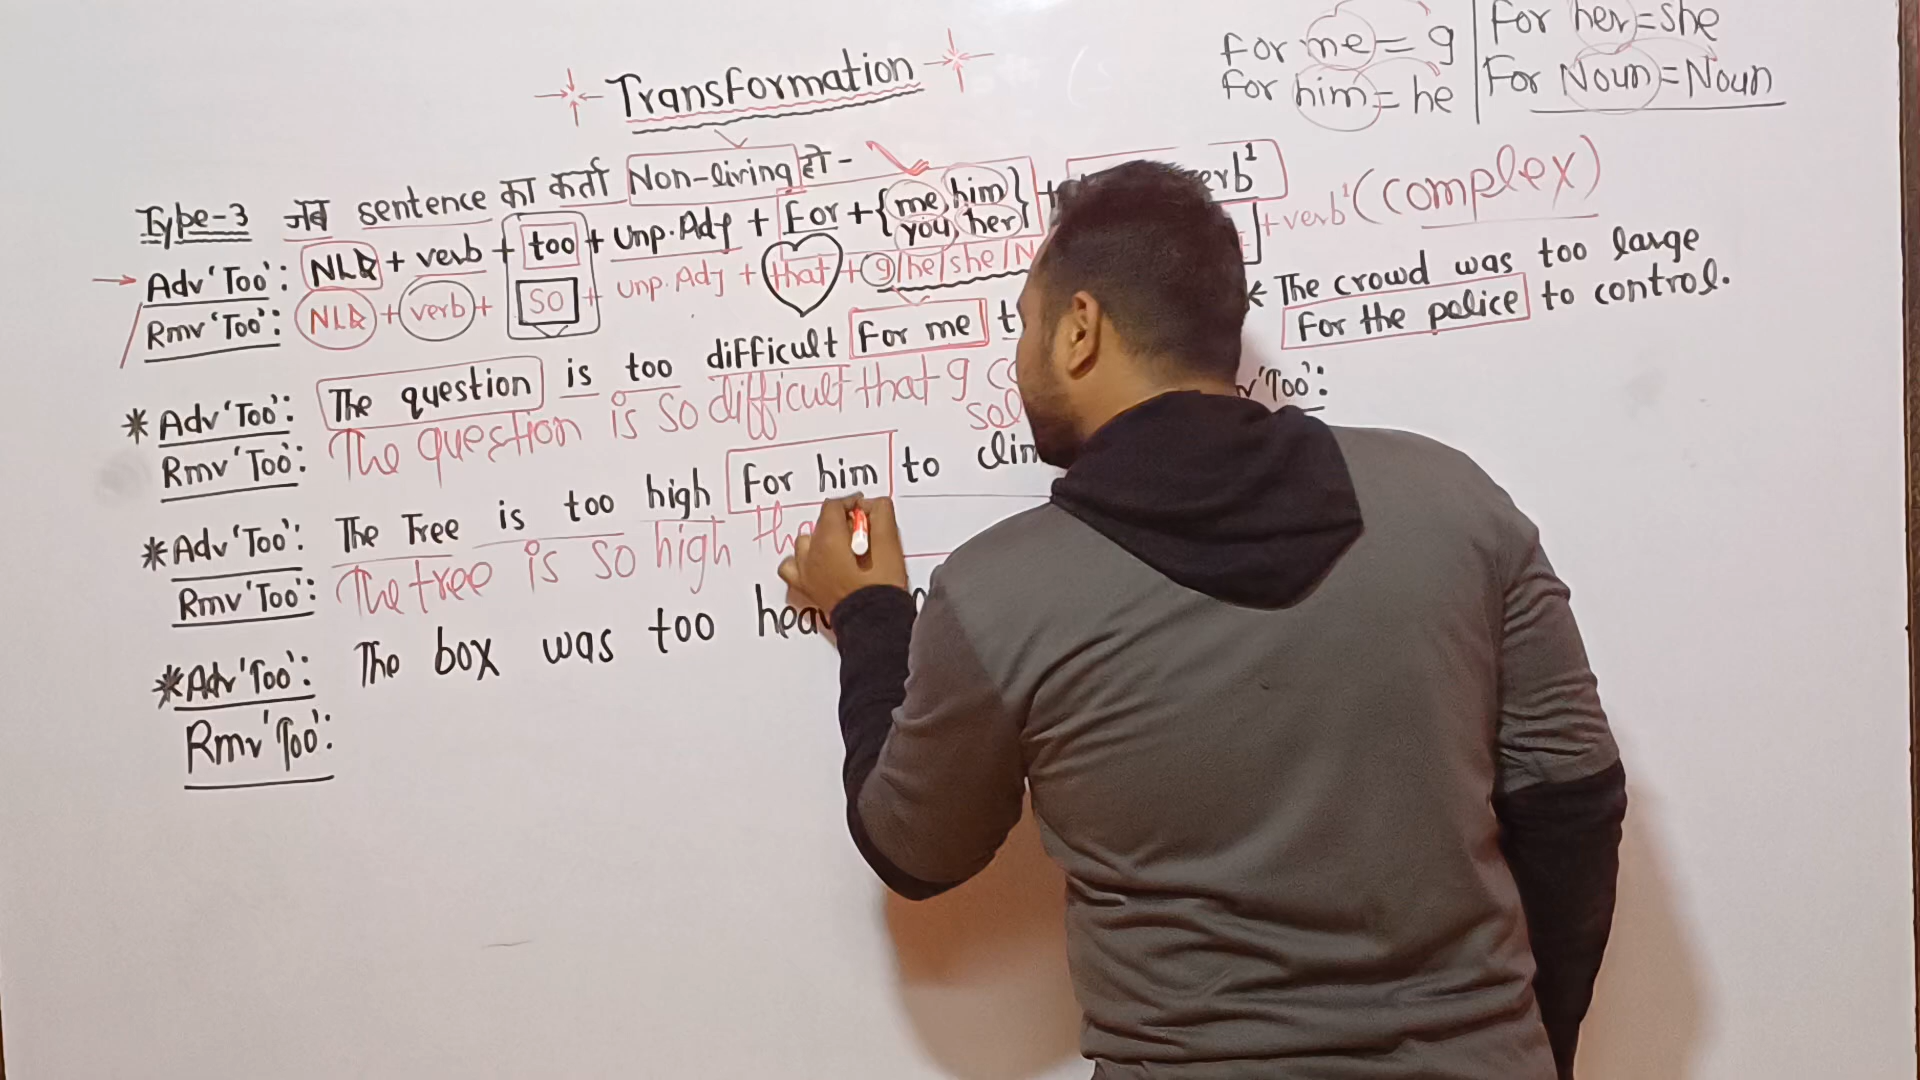 Transformation
for me = I
for him = he
for her = she
For Noun = Noun
Type-3 जब sentence का कर्ता Non-living हो -
Adv 'Too': NLD + verb + too + Unp. Adj + For + {me, him you, her} + verb¹
Rmv 'Too': NLD + verb + so + unp. Adj + that + I/he/she/N ] + verb¹ (complex)
* Adv 'Too': The question is too difficult for me
Rmv 'Too': The question is so difficult that I
* Adv 'Too': The Tree is too high for him to
Rmv 'Too': The tree is so high
* Adv 'Too': The box was too
Rmv 'Too':
The crowd was too large
for the police to control.
'Too':